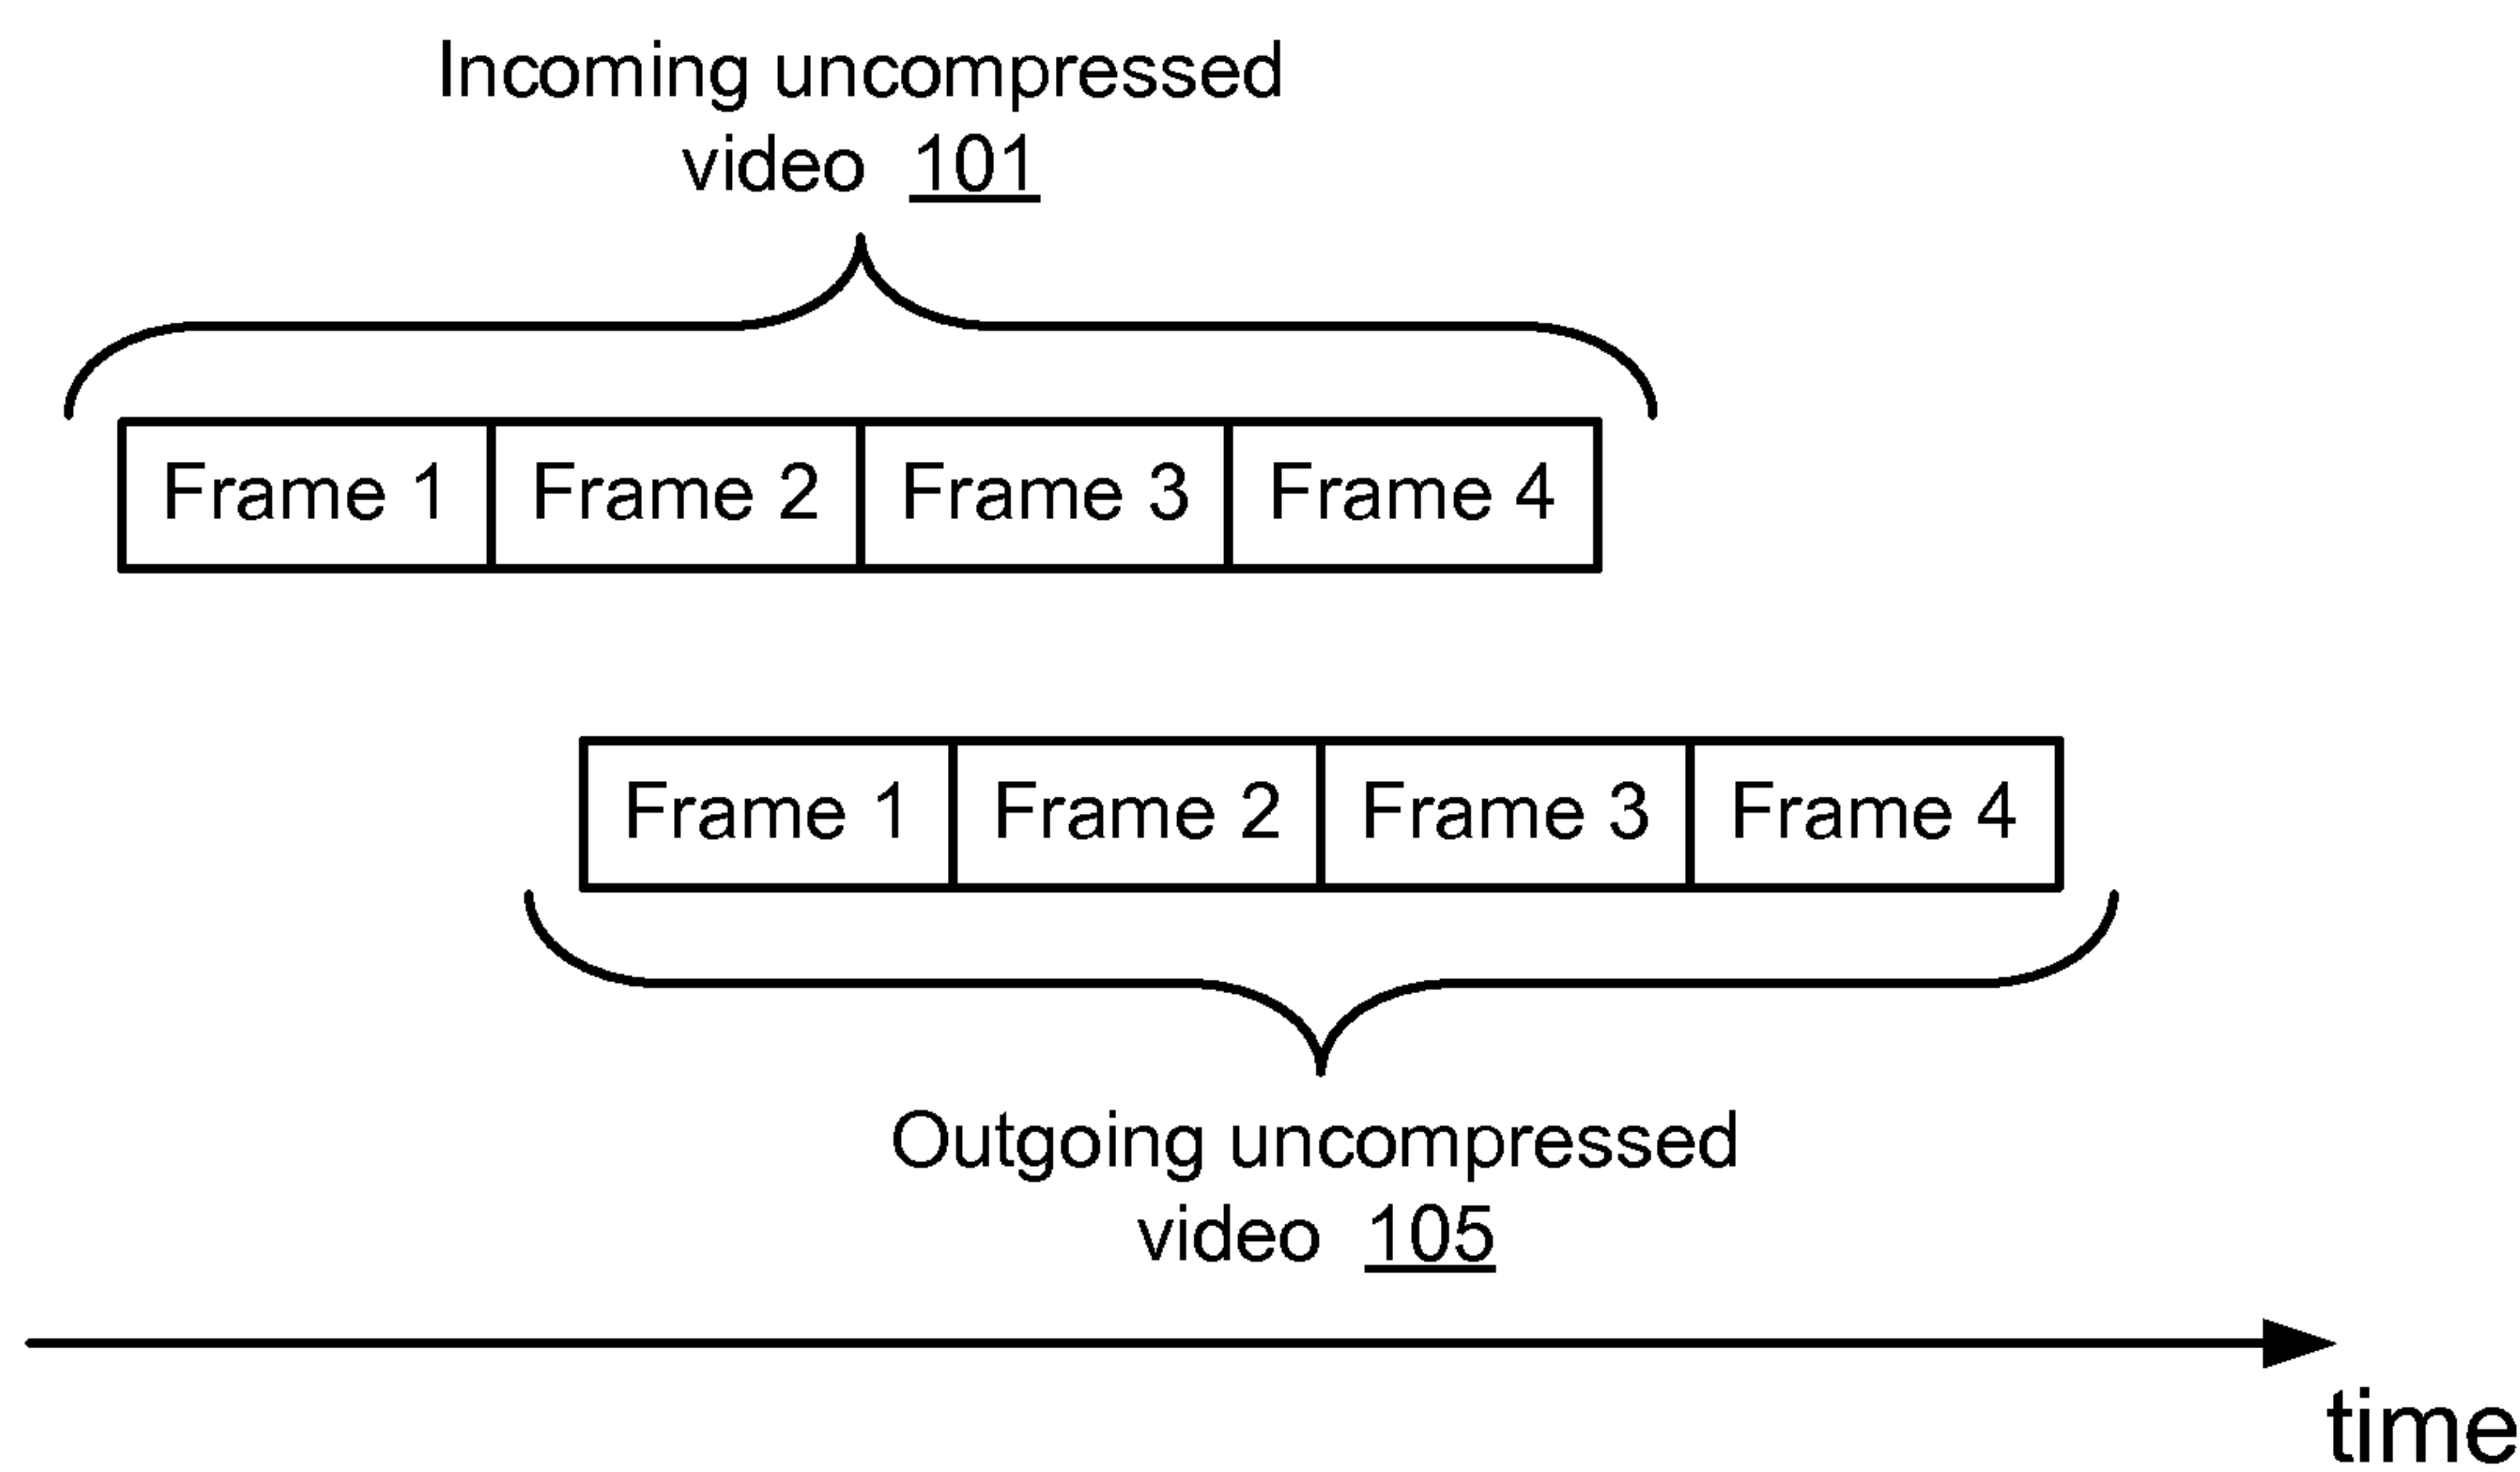 Incoming uncompressed
video 101
Frame 1 Frame 2 Frame 3 Frame 4
Frame 1 Frame 2 Frame 3 Frame 4
Outgoing uncompressed
video 105
time